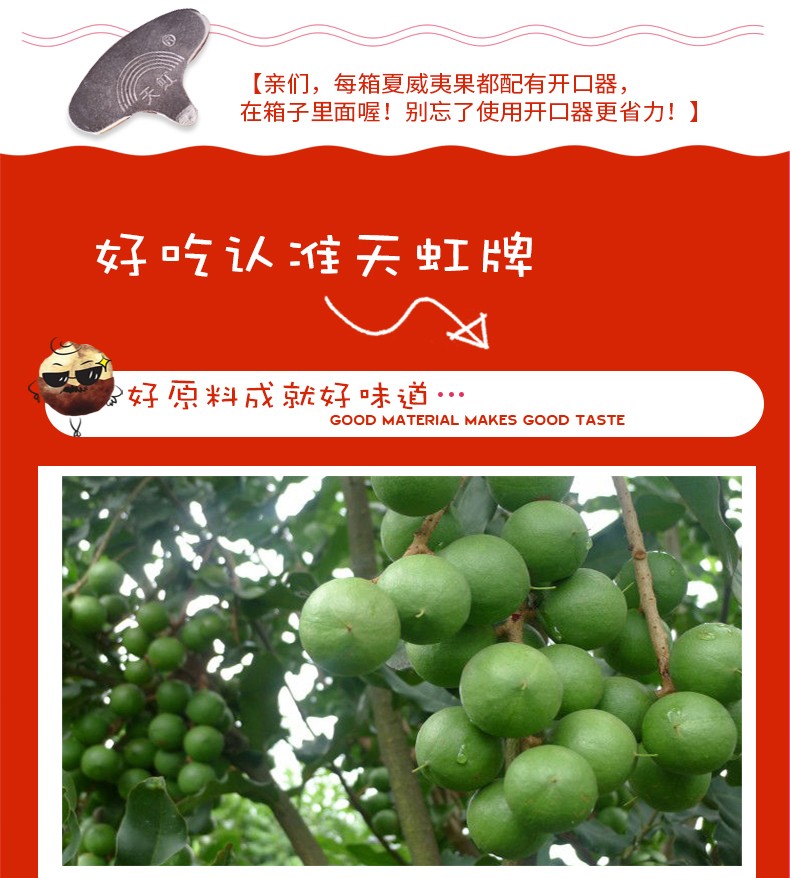 天虹
【亲们，每箱夏威夷果都配有开口器，
在箱子里面喔！别忘了使用开口器更省力！】
好吃认准天虹牌
好原料成就好味道···
GOOD MATERIAL MAKES GOOD TASTE